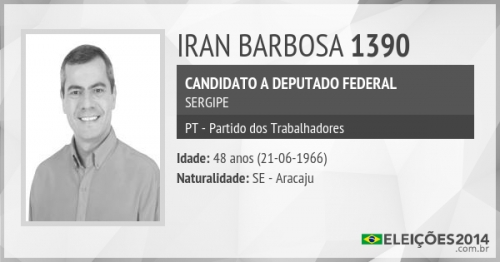 IRAN BARBOSA 1390
CANDIDATO A DEPUTADO FEDERAL
SERGIPE
PT - Partido dos Trabalhadores
Idade: 48 anos (21-06-1966)
Naturalidade: SE - Aracaju
ELEIÇÕES2014
.com.br